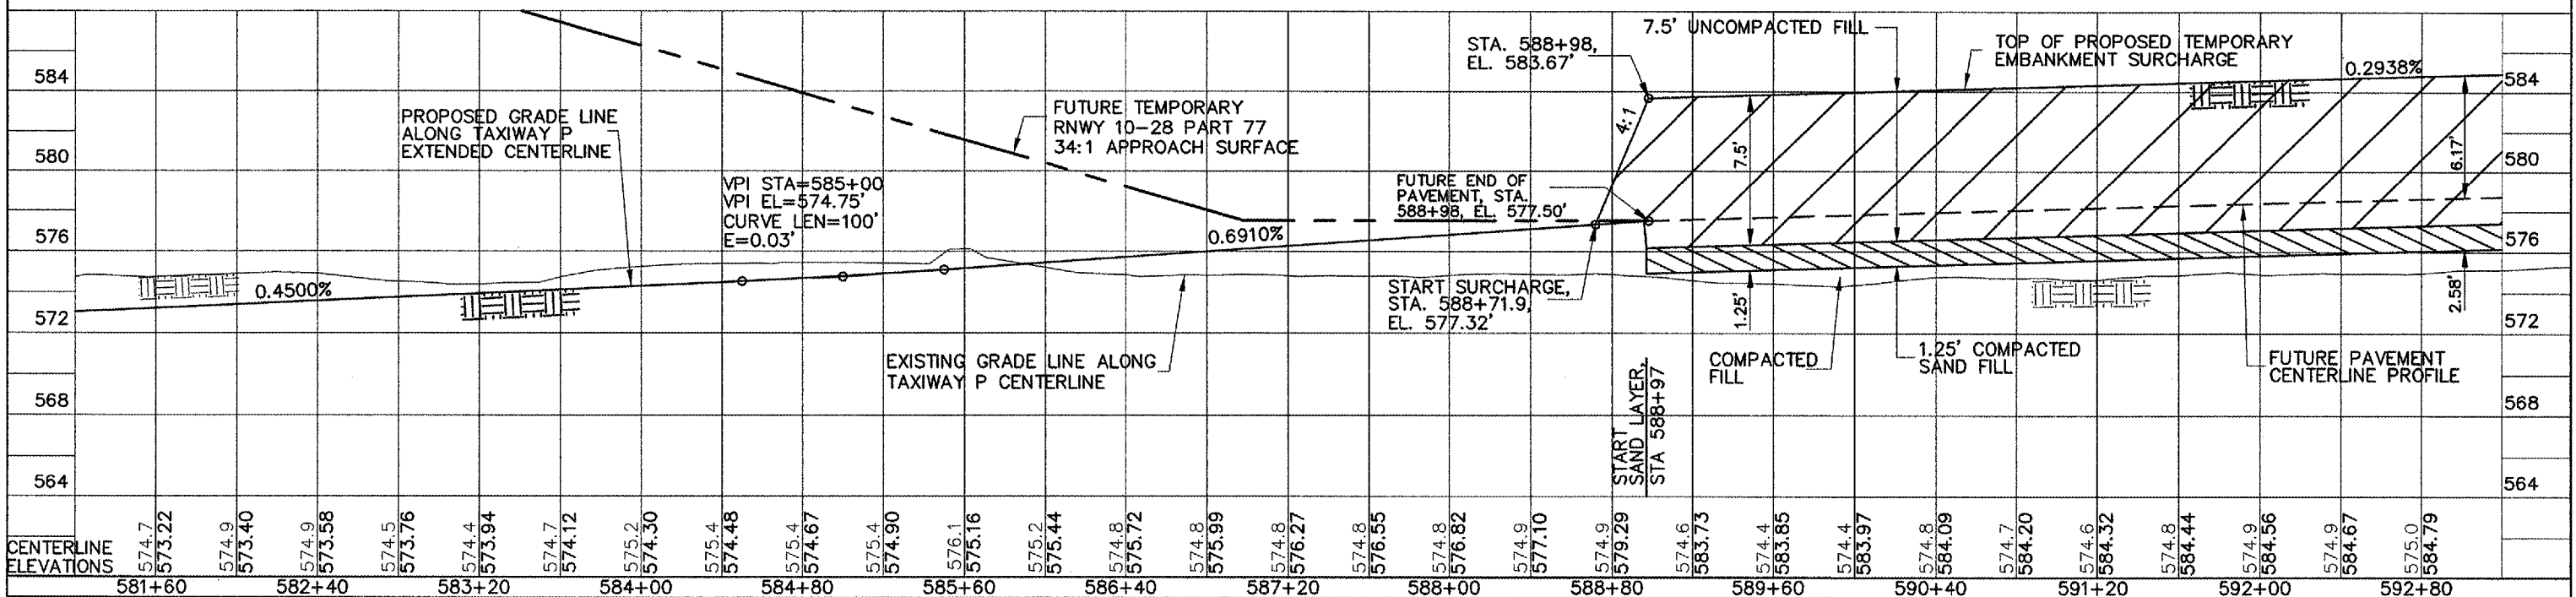 7.5' UNCOMPACTED FILL
STA. 588+98,
EL. 583.67'
TOP OF PROPOSED TEMPORARY
EMBANKMENT SURCHARGE
0.2938%
584
584
PROPOSED GRADE LINE
ALONG TAXIWAY P
EXTENDED CENTERLINE
FUTURE TEMPORARY
RNWY 10-28 PART 77
34:1 APPROACH SURFACE
4:1
7.5'
6.17'
580
580
VPI STA=585+00
VPI EL=574.75'
CURVE LEN=100'
E=0.03'
FUTURE END OF
PAVEMENT, STA.
588+98, EL. 577.50'
576
0.6910%
576
0.4500%
START SURCHARGE,
STA. 588+71.9,
EL. 577.32'
1.25'
2.58'
572
572
EXISTING GRADE LINE ALONG
TAXIWAY P CENTERLINE
COMPACTED
FILL
1.25' COMPACTED
SAND FILL
FUTURE PAVEMENT
CENTERLINE PROFILE
568
568
START
SAND LAYER,
STA 588+97
564
564
CENTERLINE
ELEVATIONS
574.7
573.22
574.9
573.40
574.9
573.58
574.5
573.76
574.4
573.94
574.7
574.12
575.2
574.30
575.4
574.48
575.4
574.67
575.4
574.90
576.1
575.16
575.2
575.44
574.8
575.72
574.8
575.99
574.8
576.27
574.8
576.55
574.8
576.82
574.9
577.10
574.9
579.29
574.6
583.73
574.4
583.85
574.4
583.97
574.8
584.09
574.7
584.20
574.6
584.32
574.8
584.44
574.9
584.56
574.9
584.67
575.0
584.79
581+60 582+40 583+20 584+00 584+80 585+60 586+40 587+20 588+00 588+80 589+60 590+40 591+20 592+00 592+80